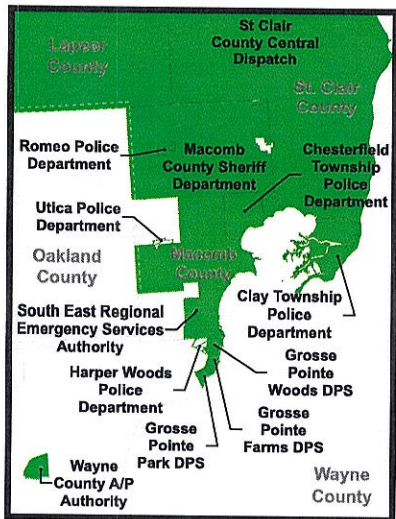 St Clair
County Central
Dispatch
Lapeer
County
St. Clair
County
Romeo Police
Department
Macomb
County Sheriff
Department
Chesterfield
Township
Police
Department
Utica Police
Department
Oakland
County
Macomb
County
Clay Township
Police
Department
South East Regional
Emergency Services
Authority
Harper Woods
Police
Department
Grosse
Pointe
Woods DPS
Grosse
Pointe
Park DPS
Grosse
Pointe
Farms DPS
Wayne
County A/P
Authority
Wayne
County